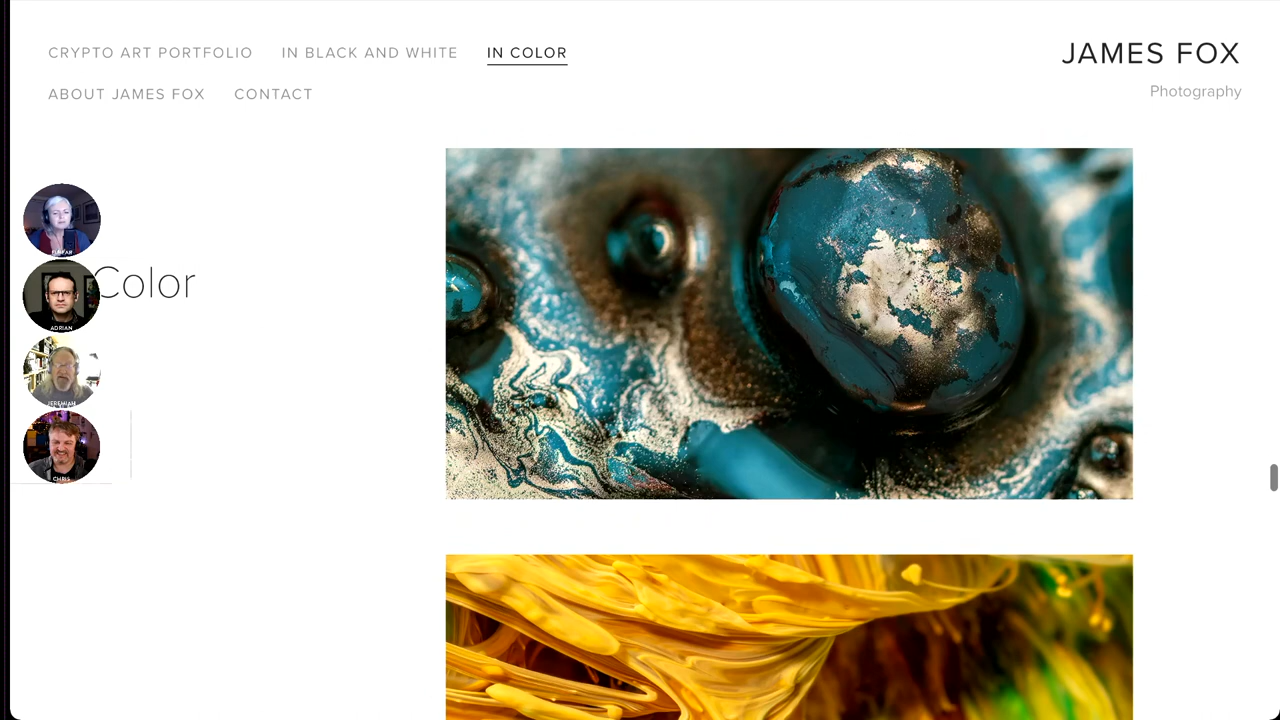 CRYPTO ART PORTFOLIO IN BLACK AND WHITE IN COLOR
ABOUT JAMES FOX CONTACT
JAMES FOX
Photography
Color
ADRIAN
JEREMIAH
CHRIS